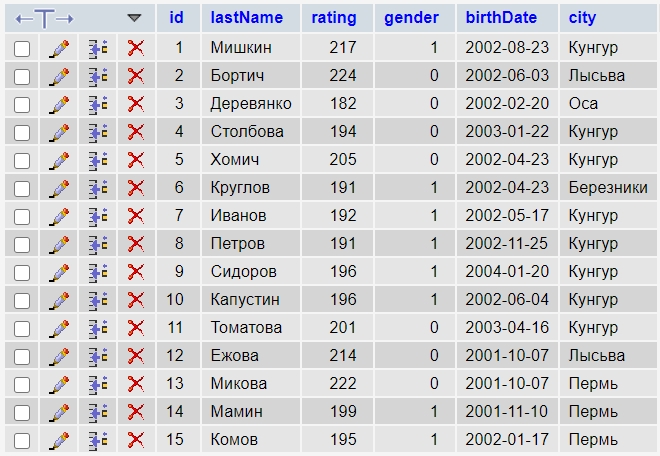 id lastName rating gender birthDate city
1 Мишкин 217 1 2002-08-23 Кунгур
2 Бортич 224 0 2002-06-03 Лысьва
3 Деревянко 182 0 2002-02-20 Оса
4 Столбова 194 0 2003-01-22 Кунгур
5 Хомич 205 0 2002-04-23 Кунгур
6 Круглов 191 1 2002-04-23 Березники
7 Иванов 192 1 2002-05-17 Кунгур
8 Петров 191 1 2002-11-25 Кунгур
9 Сидоров 196 1 2004-01-20 Кунгур
10 Капустин 196 1 2002-06-04 Кунгур
11 Томатова 201 0 2003-04-16 Кунгур
12 Ежова 214 0 2001-10-07 Лысьва
13 Микова 222 0 2001-10-07 Пермь
14 Мамин 199 1 2001-11-10 Пермь
15 Комов 195 1 2002-01-17 Пермь